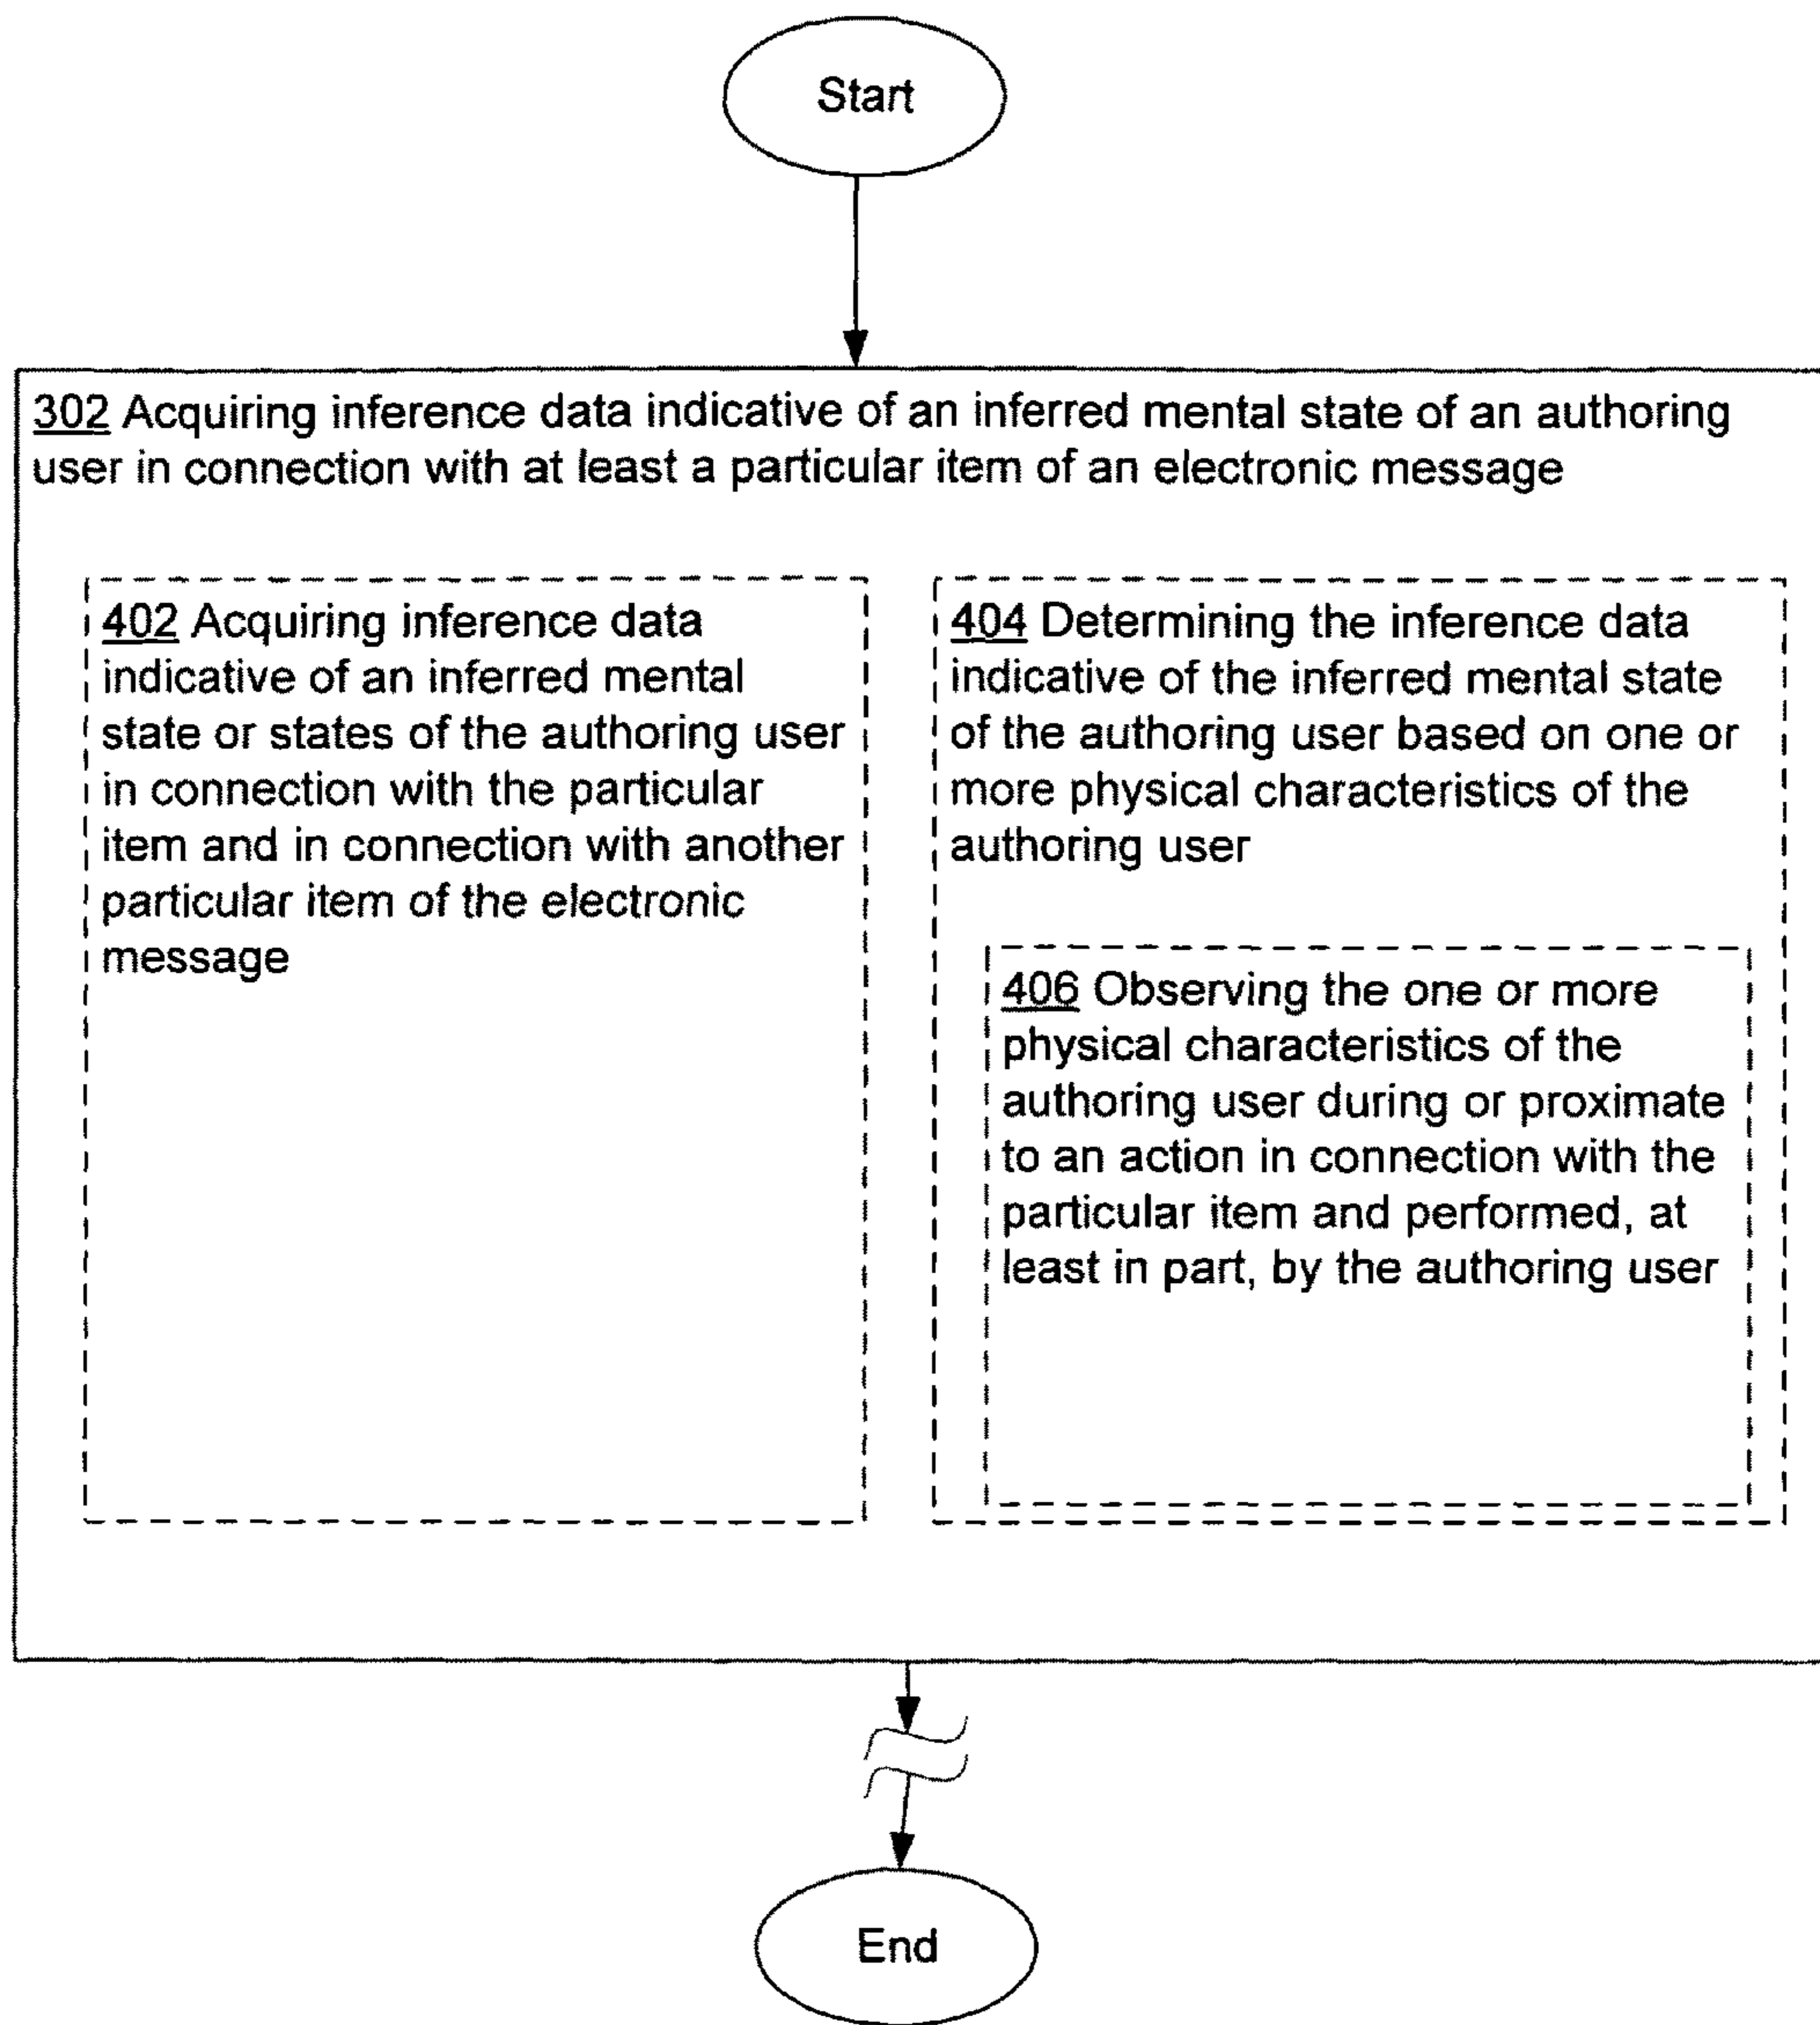 Start
302 Acquiring inference data indicative of an inferred mental state of an authoring
user in connection with at least a particular item of an electronic message
402 Acquiring inference data
indicative of an inferred mental
state or states of the authoring user
in connection with the particular
item and in connection with another
particular item of the electronic
message
404 Determining the inference data
indicative of the inferred mental state
of the authoring user based on one or
more physical characteristics of the
authoring user
406 Observing the one or more
physical characteristics of the
authoring user during or proximate
to an action in connection with the
particular item and performed, at
least in part, by the authoring user
End